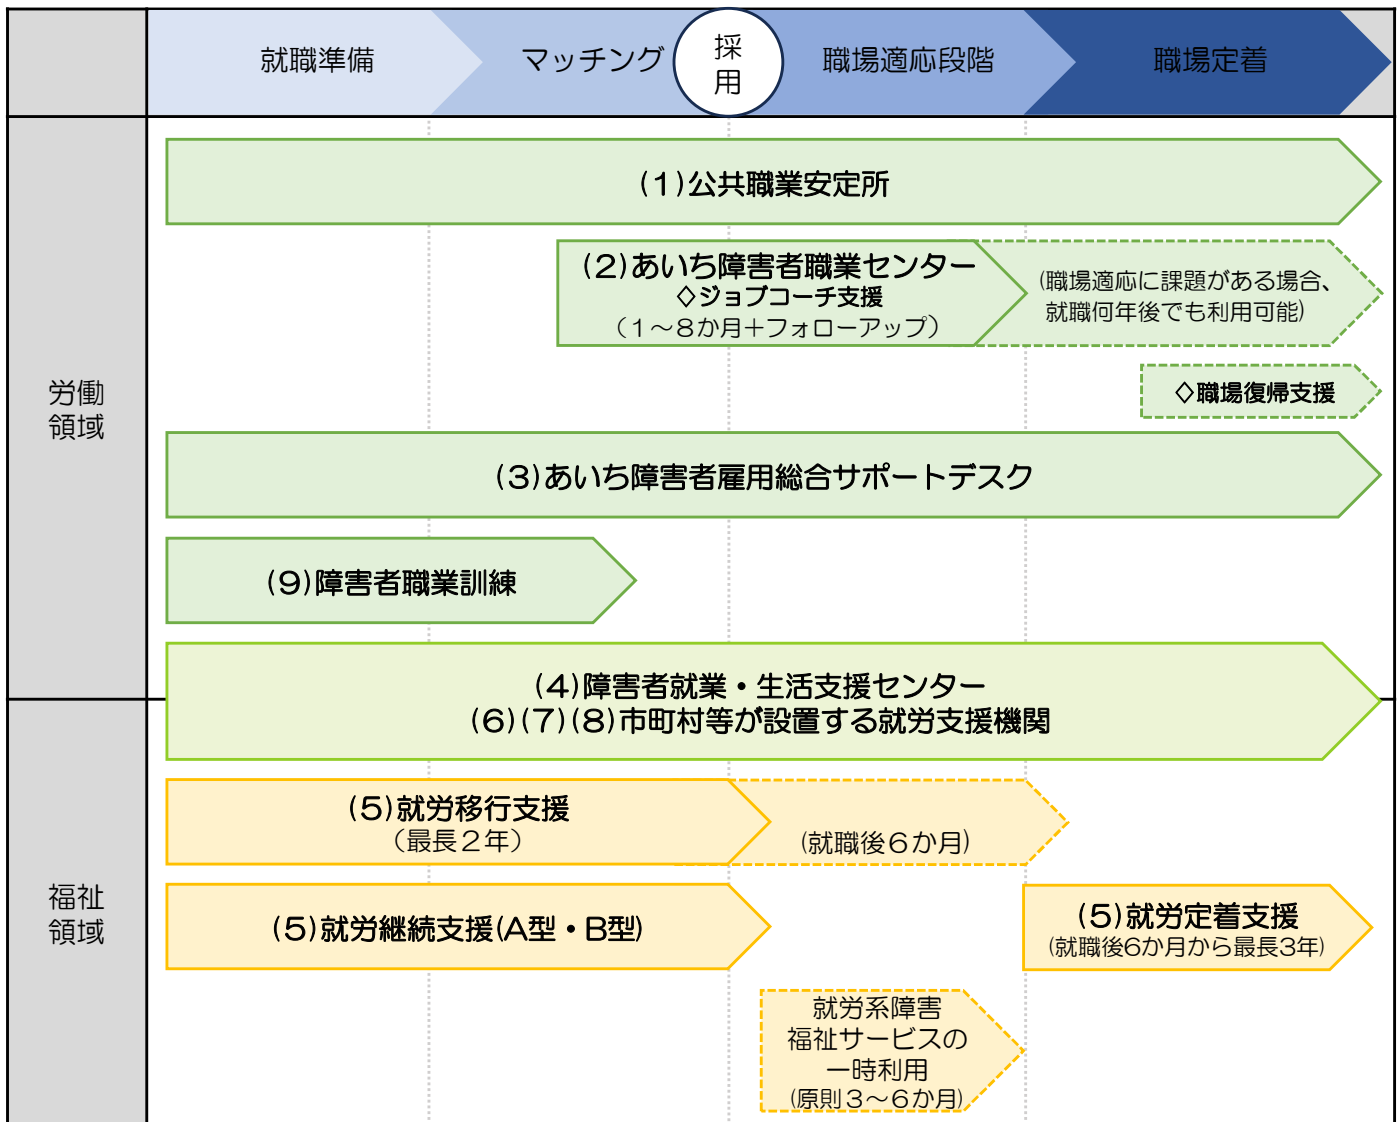 就職準備
マッチング
採
用
職場適応段階
職場定着
労働
領域
(1)公共職業安定所
(2)あいち障害者職業センター
◇ジョブコーチ支援
（１～８か月＋フォローアップ）
(職場適応に課題がある場合、
就職何年後でも利用可能)
◇職場復帰支援
(3)あいち障害者雇用総合サポートデスク
(9)障害者職業訓練
(4)障害者就業・生活支援センター
(6)(7)(8)市町村等が設置する就労支援機関
福祉
領域
(5)就労移行支援
（最長２年）
(就職後６か月)
(5)就労継続支援(A型・B型)
(5)就労定着支援
(就職後6か月から最長3年)
就労系障害
福祉サービスの
一時利用
(原則３～６か月)